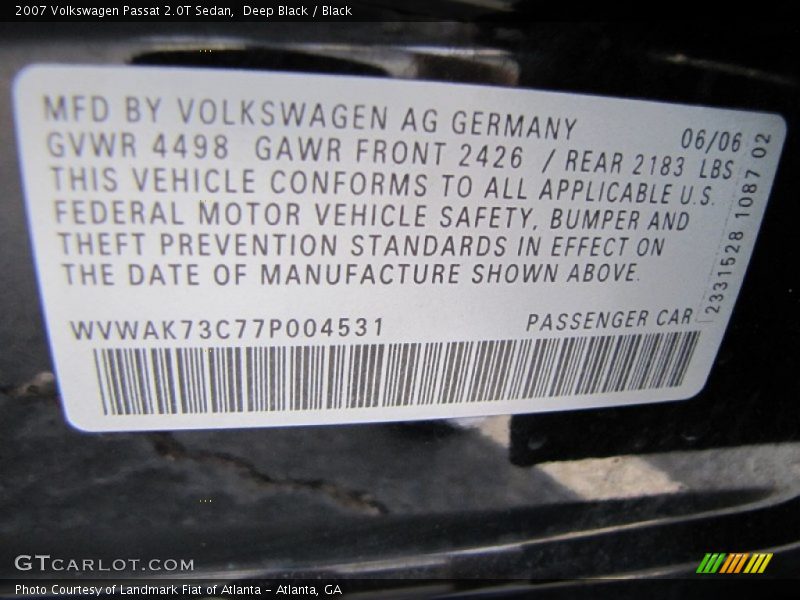 2007 Volkswagen Passat 2.0T Sedan,  Deep Black / Black
MFD BY VOLKSWAGEN AG GERMANY 06/06
GVWR 4498 GAWR FRONT 2426 / REAR 2183 LBS
THIS VEHICLE CONFORMS TO ALL APPLICABLE U.S.
FEDERAL MOTOR VEHICLE SAFETY, BUMPER AND
THEFT PREVENTION STANDARDS IN EFFECT ON
THE DATE OF MANUFACTURE SHOWN ABOVE.
WVWAK73C77P004531 PASSENGER CAR
2331528 1087 02
GTCARLOT.COM
Photo Courtesy of Landmark Fiat of Atlanta - Atlanta, GA